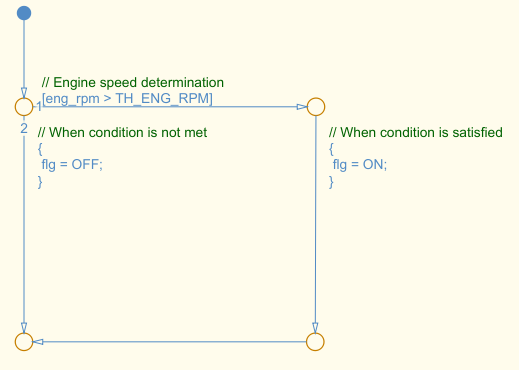 // Engine speed determination
1 [eng_rpm > TH_ENG_RPM]
2
// When condition is not met
{
flg = OFF;
}
// When condition is satisfied
{
flg = ON;
}